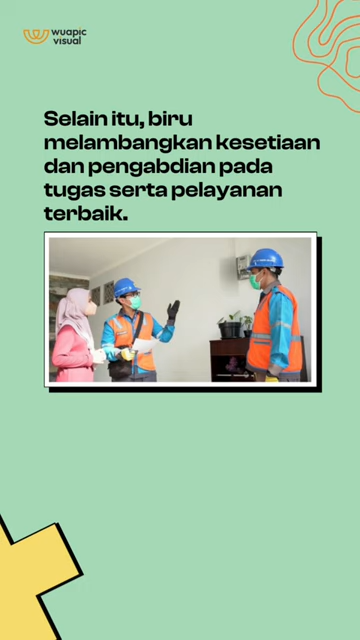 wuapic
visual
Selain itu, biru
melambangkan kesetiaan
dan pengabdian pada
tugas serta pelayanan
terbaik.